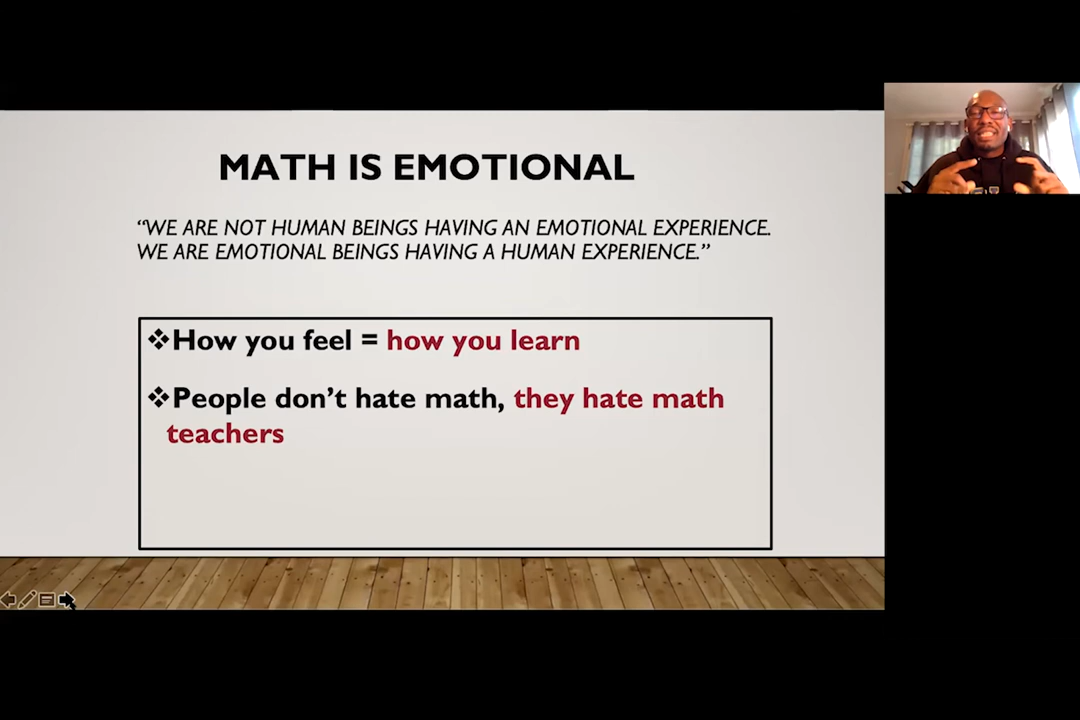 MATH IS EMOTIONAL
“WE ARE NOT HUMAN BEINGS HAVING AN EMOTIONAL EXPERIENCE.
WE ARE EMOTIONAL BEINGS HAVING A HUMAN EXPERIENCE.”
❖How you feel = how you learn
❖People don’t hate math, they hate math
teachers